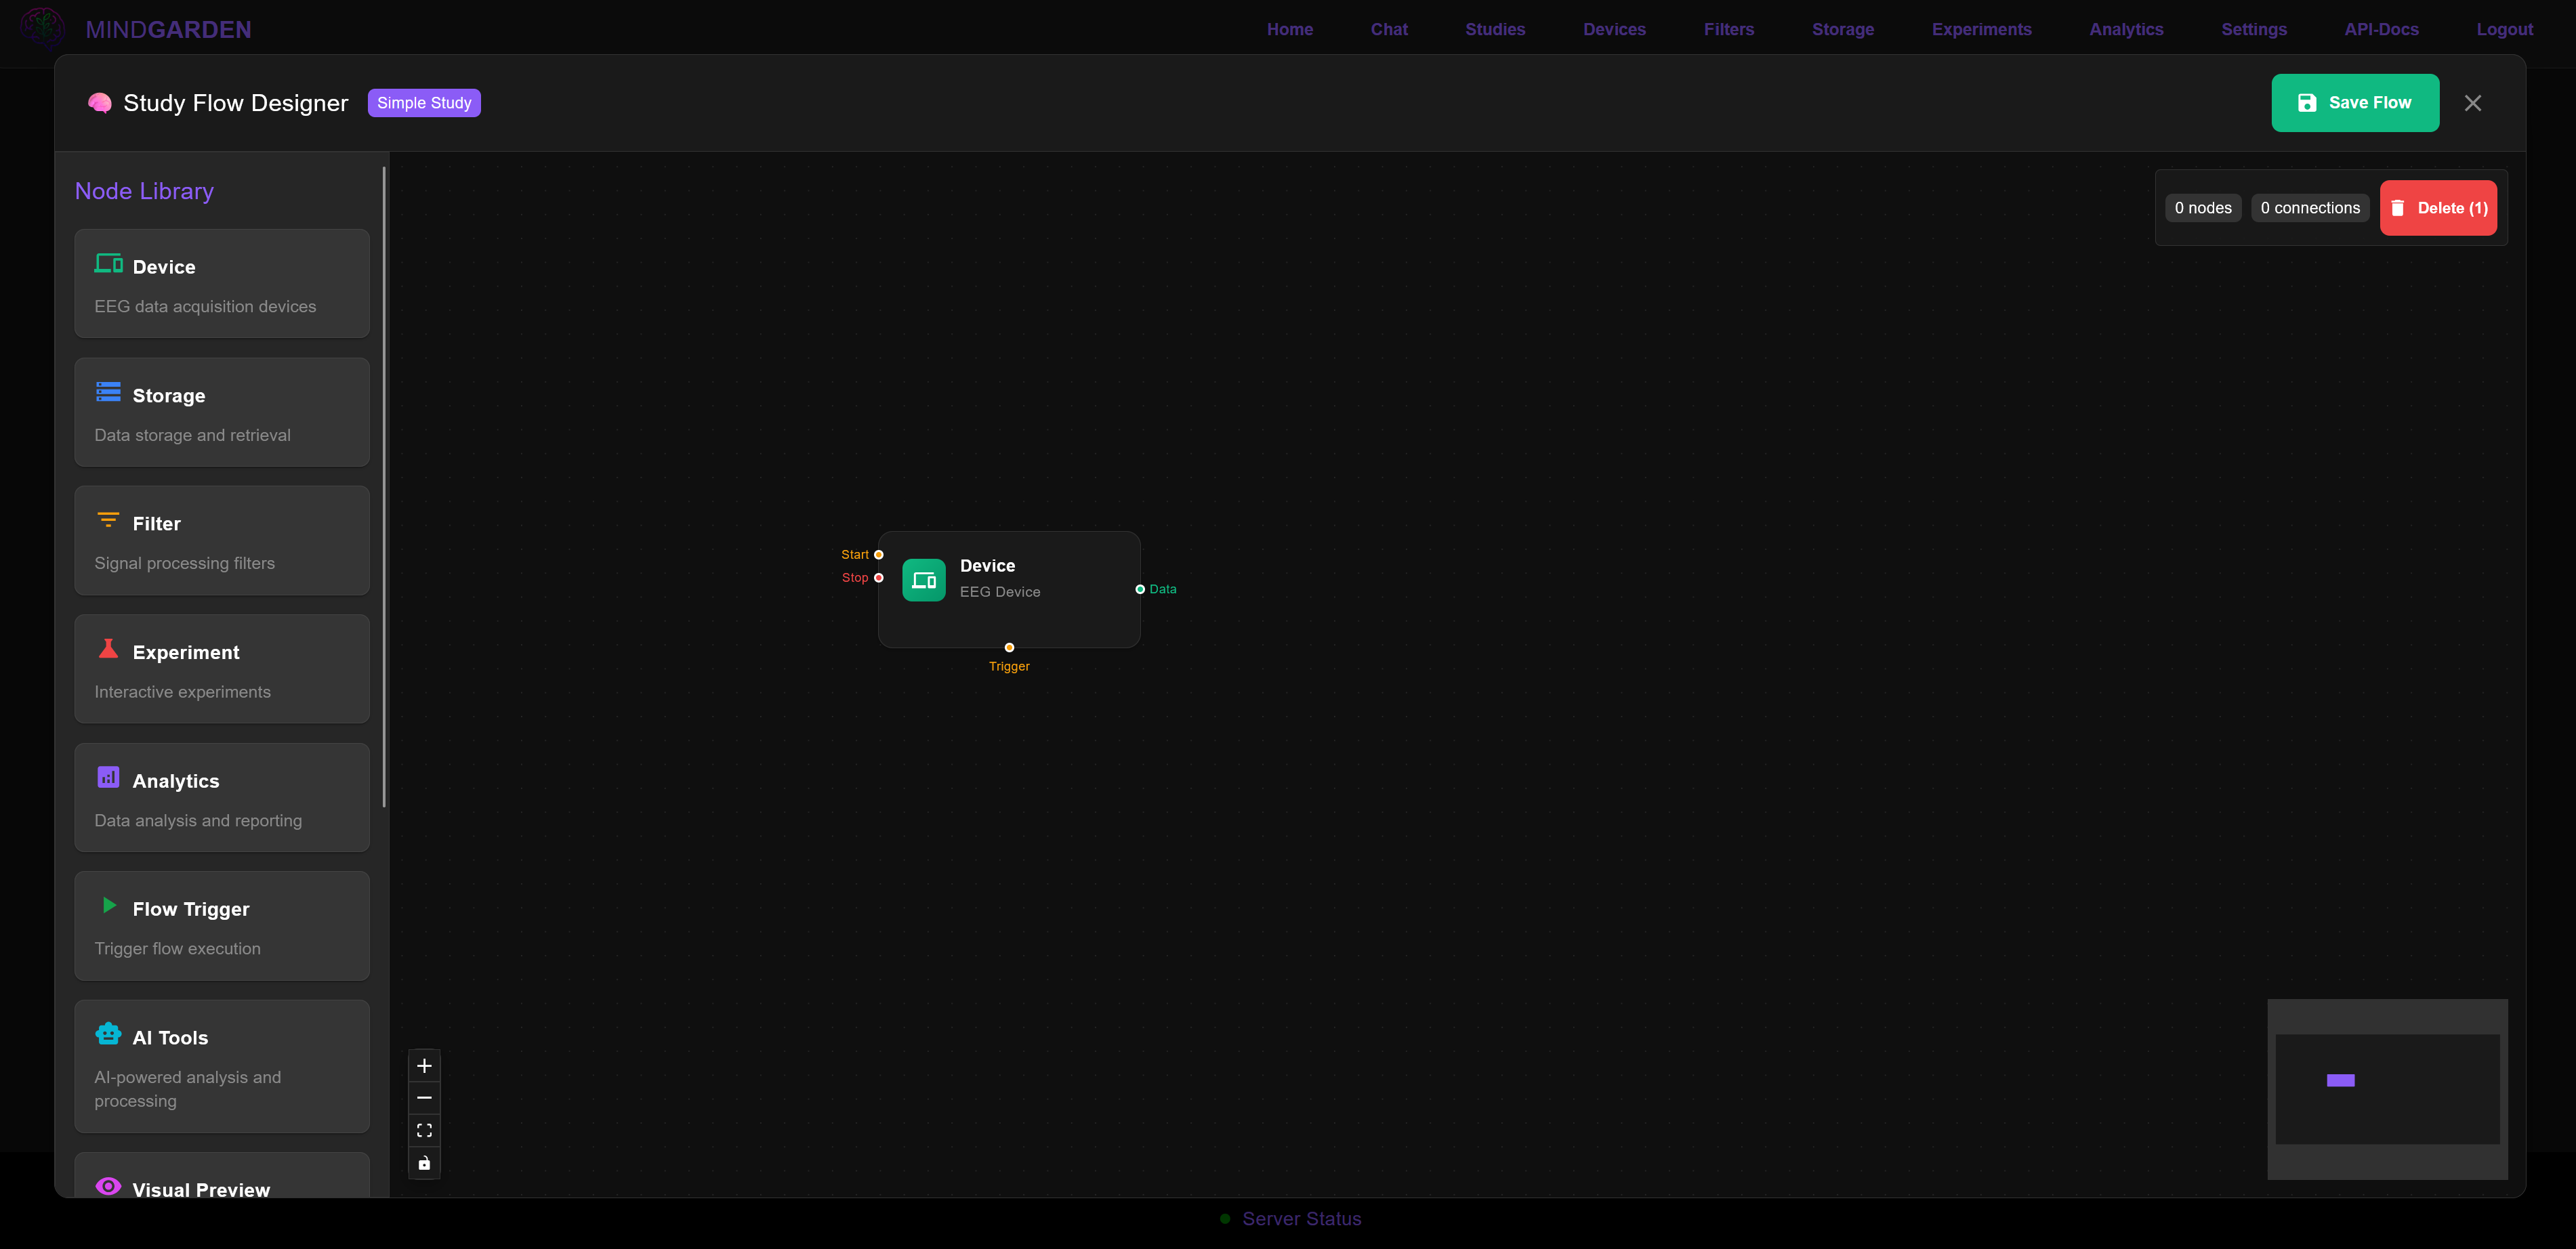 MINDGARDEN
Home Chat Studies Devices Filters Storage Experiments Analytics Settings API-Docs Logout
Study Flow Designer Simple Study Save Flow
Node Library
0 nodes 0 connections Delete (1)
Device
EEG data acquisition devices
Storage
Data storage and retrieval
Filter
Signal processing filters
Start
Stop
Device
EEG Device
Data
Trigger
Experiment
Interactive experiments
Analytics
Data analysis and reporting
Flow Trigger
Trigger flow execution
AI Tools
AI-powered analysis and
processing
Visual Preview
Server Status